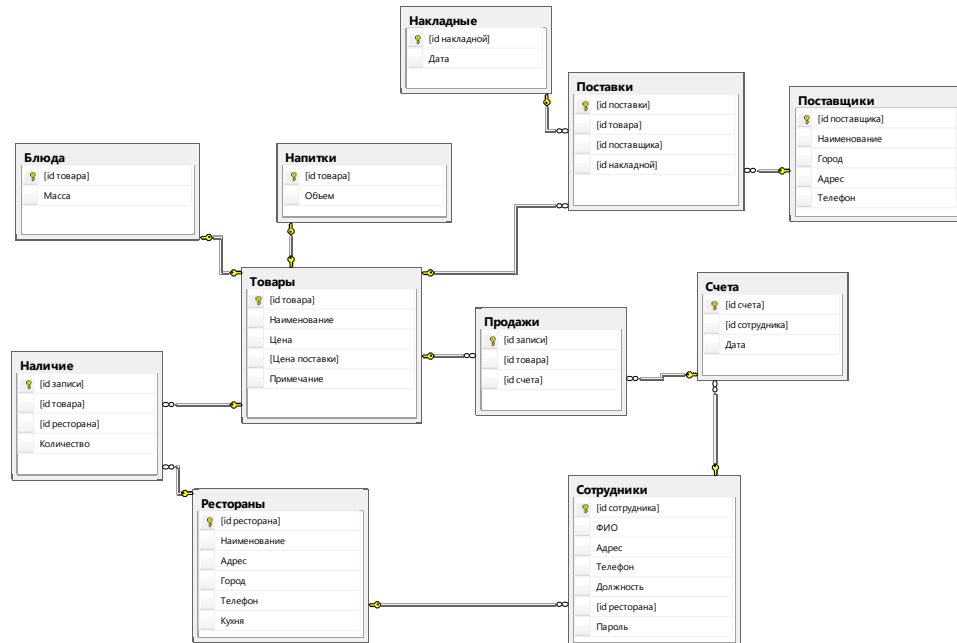 Накладные
[id накладной]
Дата
Поставки
[id поставки]
[id товара]
[id поставщика]
[id накладной]
Поставщики
[id поставщика]
Наименование
Город
Адрес
Телефон
Блюда
[id товара]
Масса
Напитки
[id товара]
Объем
Товары
[id товара]
Наименование
Цена
[Цена поставки]
Примечание
Продажи
[id записи]
[id товара]
[id счета]
Счета
[id счета]
[id сотрудника]
Дата
Наличие
[id записи]
[id товара]
[id ресторана]
Количество
Рестораны
[id ресторана]
Наименование
Адрес
Город
Телефон
Кухня
Сотрудники
[id сотрудника]
ФИО
Адрес
Телефон
Должность
[id ресторана]
Пароль